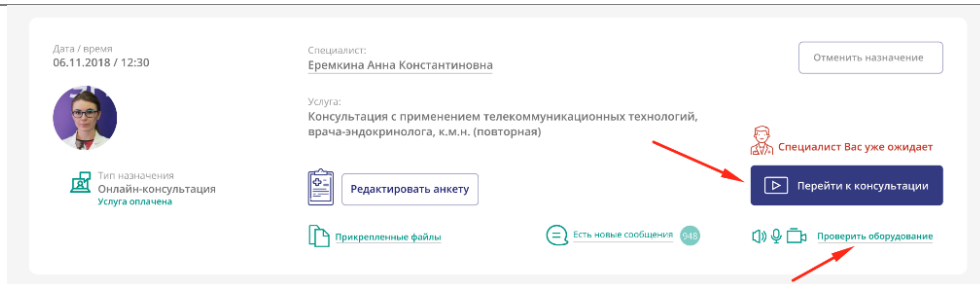 Дата / время
06.11.2018 / 12:30
Специалист:
Еремкина Анна Константиновна
Отменить назначение
Услуга:
Консультация с применением телекоммуникационных технологий,
врача-эндокринолога, к.м.н. (повторная)
Специалист Вас уже ожидает
Тип назначения
Онлайн-консультация
Услуга оплачена
Редактировать анкету
Перейти к консультации
Прикрепленные файлы
Есть новые сообщения 948
Проверить оборудование